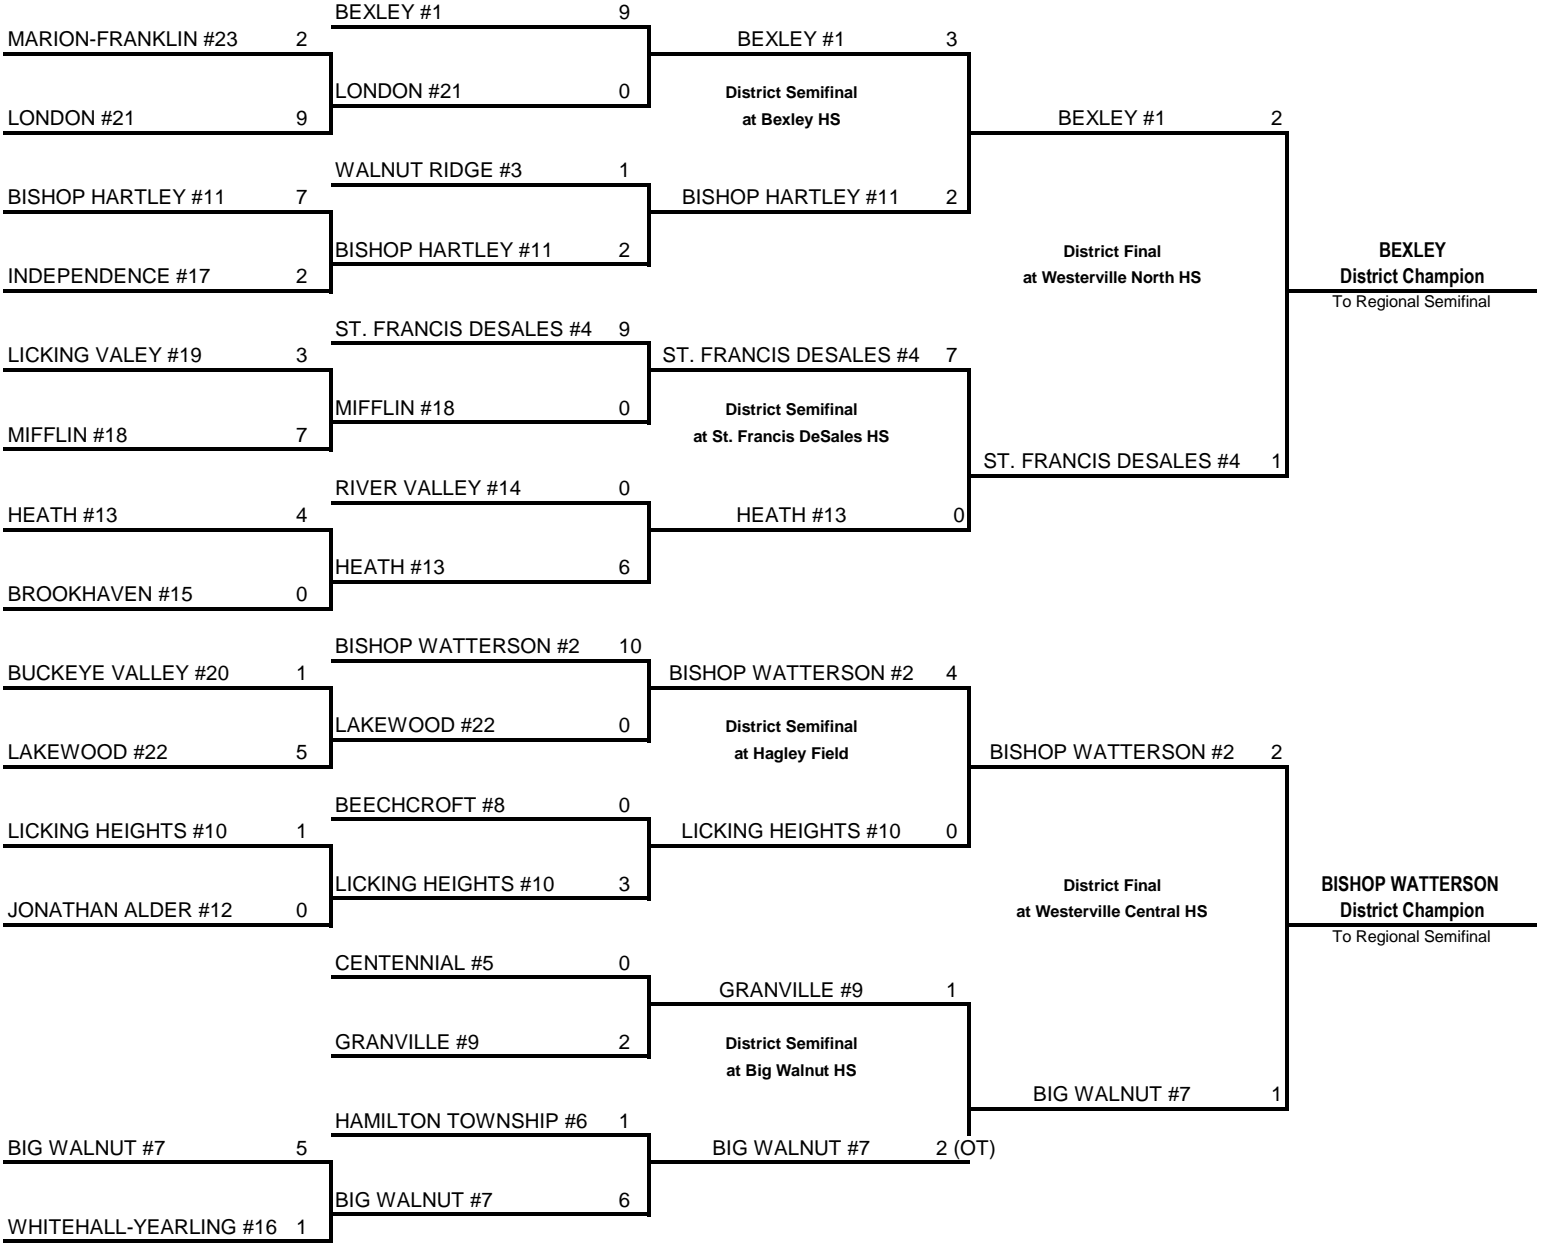 BEXLEY #1 9
MARION-FRANKLIN #23 2
BEXLEY #1 3
LONDON #21 0
District Semifinal
at Bexley HS
LONDON #21 9
BEXLEY #1 2
WALNUT RIDGE #3 1
BISHOP HARTLEY #11 7
BISHOP HARTLEY #11 2
BISHOP HARTLEY #11 2
INDEPENDENCE #17 2
District Final
at Westerville North HS
BEXLEY
District Champion
To Regional Semifinal
ST. FRANCIS DESALES #4 9
LICKING VALEY #19 3
ST. FRANCIS DESALES #4 7
MIFFLIN #18 0
District Semifinal
at St. Francis DeSales HS
MIFFLIN #18 7
ST. FRANCIS DESALES #4 1
RIVER VALLEY #14 0
HEATH #13 4
HEATH #13 0
HEATH #13 6
BROOKHAVEN #15 0
BISHOP WATTERSON #2 10
BUCKEYE VALLEY #20 1
BISHOP WATTERSON #2 4
LAKEWOOD #22 0
District Semifinal
at Hagley Field
LAKEWOOD #22 5
BISHOP WATTERSON #2 2
BEECHCROFT #8 0
LICKING HEIGHTS #10 1
LICKING HEIGHTS #10 0
LICKING HEIGHTS #10 3
JONATHAN ALDER #12 0
District Final
at Westerville Central HS
BISHOP WATTERSON
District Champion
To Regional Semifinal
CENTENNIAL #5 0
GRANVILLE #9 1
GRANVILLE #9 2
District Semifinal
at Big Walnut HS
BIG WALNUT #7 1
HAMILTON TOWNSHIP #6 1
BIG WALNUT #7 5
BIG WALNUT #7 2 (OT)
BIG WALNUT #7 6
WHITEHALL-YEARLING #16 1